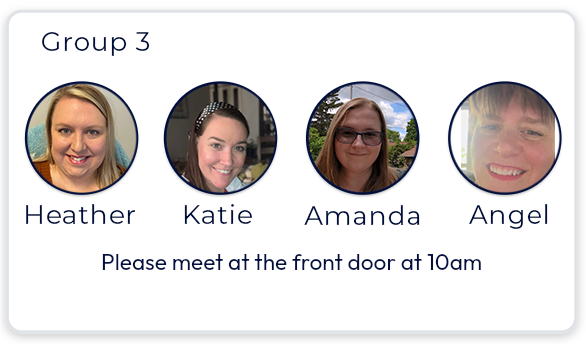 Group 3
Heather Katie Amanda Angel
Please meet at the front door at 10am